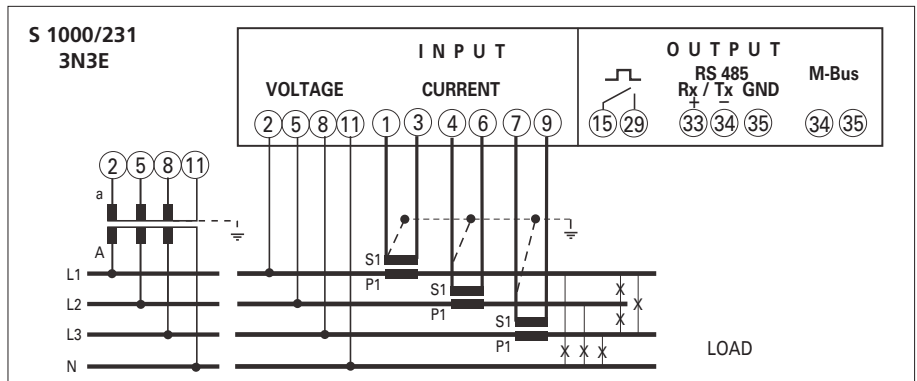 S 1000/231
3N3E
I N P U T
O U T P U T
VOLTAGE
CURRENT
RS 485
Rx / Tx GND
+ −
M-Bus
2 5 8 11 1 3 4 6 7 9 15 29 33 34 35 34 35
2 5 8 11
a
A
S1
P1
S1
P1
S1
P1
L1
L2
L3
N
X
X
X
X X X
LOAD